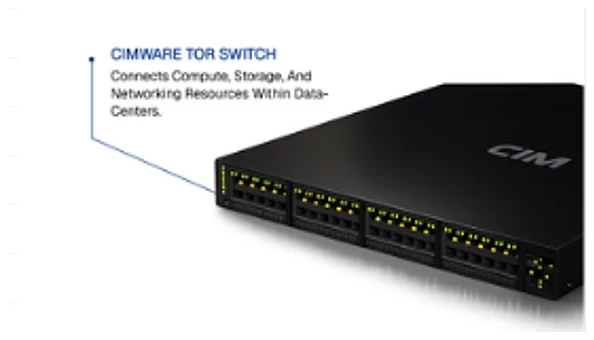 CIMWARE TOR SWITCH
Connects Compute, Storage, And
Networking Resources Within Data-
Centers.
CIM